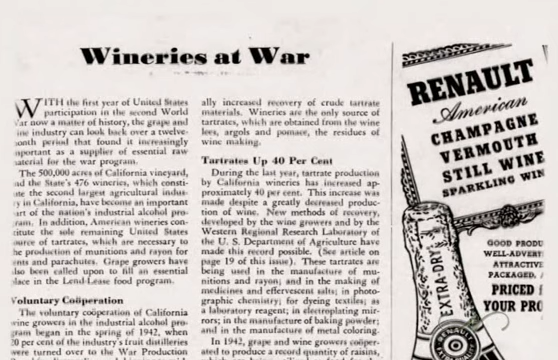 Wineries at War
WITH the first year of United States
participation in the second World
War now a matter of history, the grape and
wine industry can look back over a twelve-
month period that found it increasingly
important as a supplier of essential raw
material for the war program.
The 500,000 acres of California vineyard,
and the State's 476 wineries, which consti-
tute the second largest agricultural indus-
try in California, have become an important
part of the nation's industrial alcohol pro-
gram. In addition, American wineries con-
stitute the sole remaining United States
source of tartrates, which are necessary to
the production of munitions and rayon for
tents and parachutes. Grape growers have
also been called upon to fill an essential
place in the Lend-Lease food program.
Voluntary Coöperation
The voluntary coöperation of California
wine growers in the industrial alcohol pro-
gram began in the spring of 1942, when
20 per cent of the industry's fruit distilleries
were turned over to the War Production
ally increased recovery of crude tartrate
materials. Wineries are the only source of
tartrates, which are obtained from the wine
lees, argols and pomace, the residues of
wine making.
Tartrates Up 40 Per Cent
During the last year, tartrate production
by California wineries has increased ap-
proximately 40 per cent. This increase was
made despite a greatly decreased produc-
tion of wine. New methods of recovery,
developed by the wine growers and by the
Western Regional Research Laboratory of
the U. S. Department of Agriculture have
made this record possible. (See article on
page 19 of this issue). These tartrates are
being used in the manufacture of mu-
nitions and rayon; and in the making of
medicines and effervescent salts; in photo-
graphic chemistry; for dyeing textiles; as
a laboratory reagent; in electroplating mir-
rors; in the manufacture of baking powder;
and in the manufacture of metal coloring.
In 1942, grape and wine growers coöper-
ated to produce a record quantity of raisins,
RENAULT
American
CHAMPAGNE
VERMOUTH
STILL WINE
SPARKLING WIN
GOOD PRODU
WELL-ADVERTI
ATTRACTIVE
PACKAGED,
PRICED F
YOUR PRO
EXTRA-DRY
RENAULT